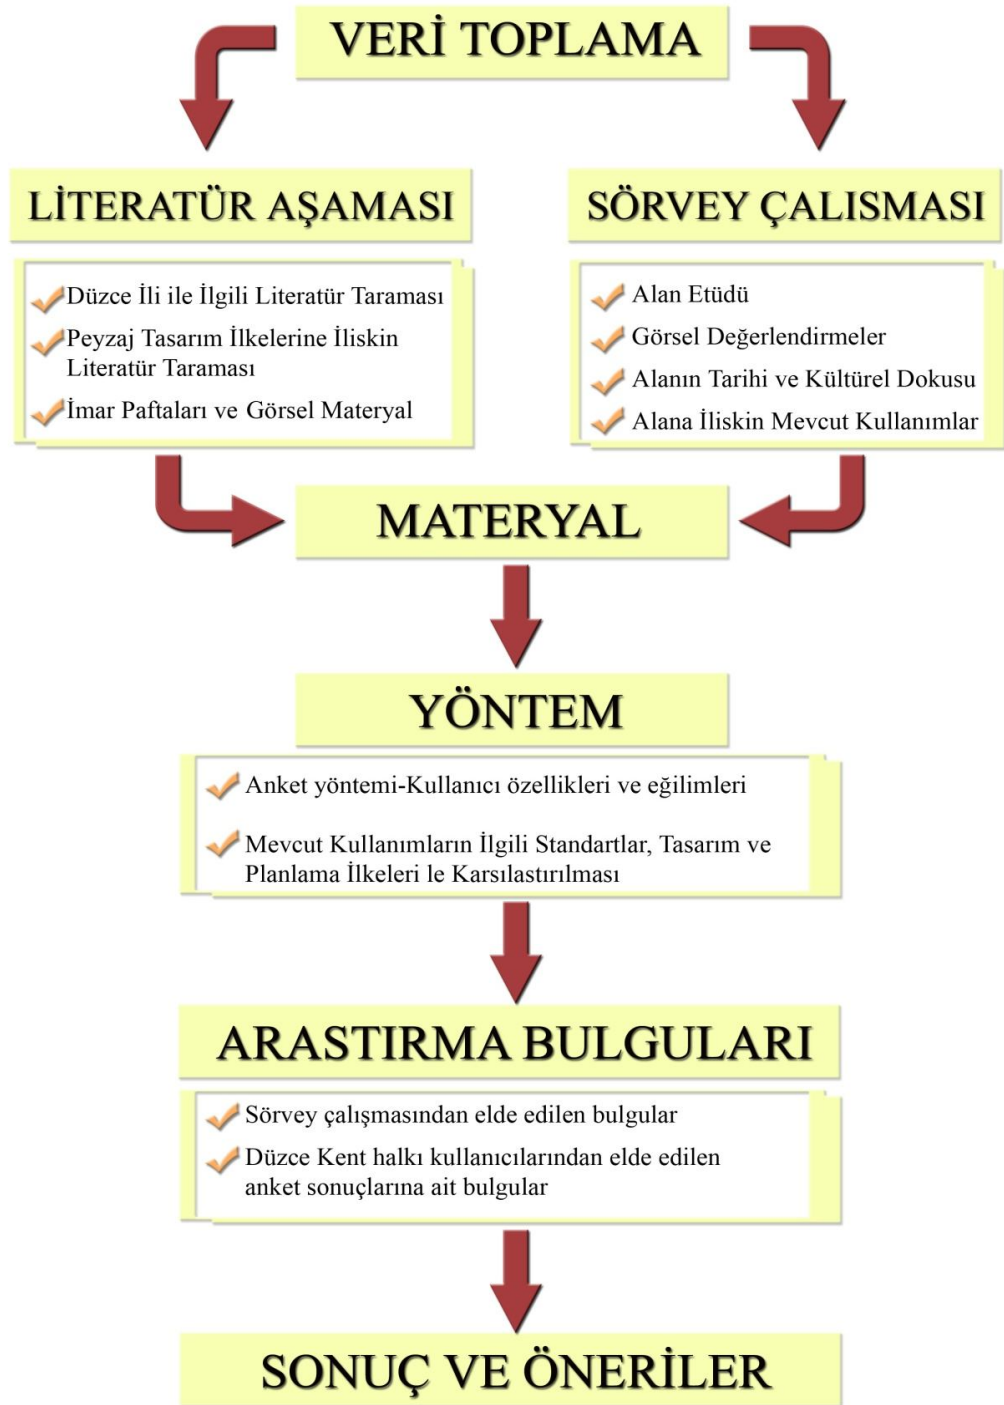 VERİ TOPLAMA
LİTERATÜR AŞAMASI
Düzce İli ile İlgili Literatür Taraması
Peyzaj Tasarım İlkelerine İliskin
Literatür Taraması
İmar Paftaları ve Görsel Materyal
SÖRVEY ÇALISMASI
Alan Etüdü
Görsel Değerlendirmeler
Alanın Tarihi ve Kültürel Dokusu
Alana İliskin Mevcut Kullanımlar
MATERYAL
YÖNTEM
Anket yöntemi-Kullanıcı özellikleri ve eğilimleri
Mevcut Kullanımların İlgili Standartlar, Tasarım ve
Planlama İlkeleri le Karsılastırılması
ARASTIRMA BULGULARI
Sörvey çalışmasından elde edilen bulgular
Düzce Kent halkı kullanıcılarından elde edilen
anket sonuçlarına ait bulgular
SONUÇ VE ÖNERİLER